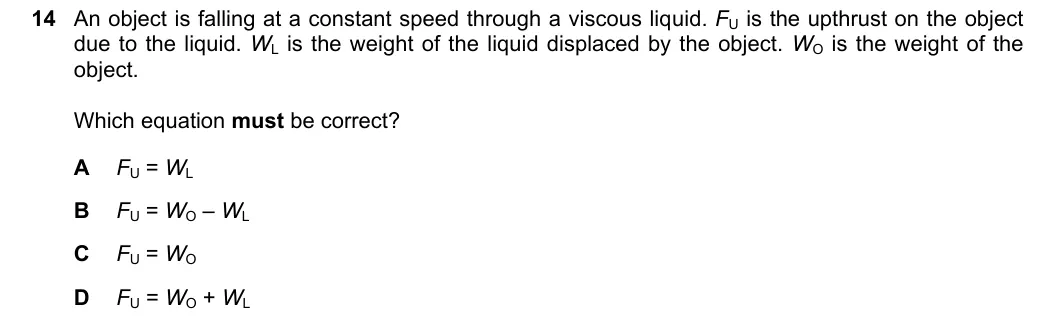 14 An object is falling at a constant speed through a viscous liquid. FU is the upthrust on the object
due to the liquid. WL is the weight of the liquid displaced by the object. WO is the weight of the
object.
Which equation must be correct?
A FU = WL
B FU = WO – WL
C FU = WO
D FU = WO + WL